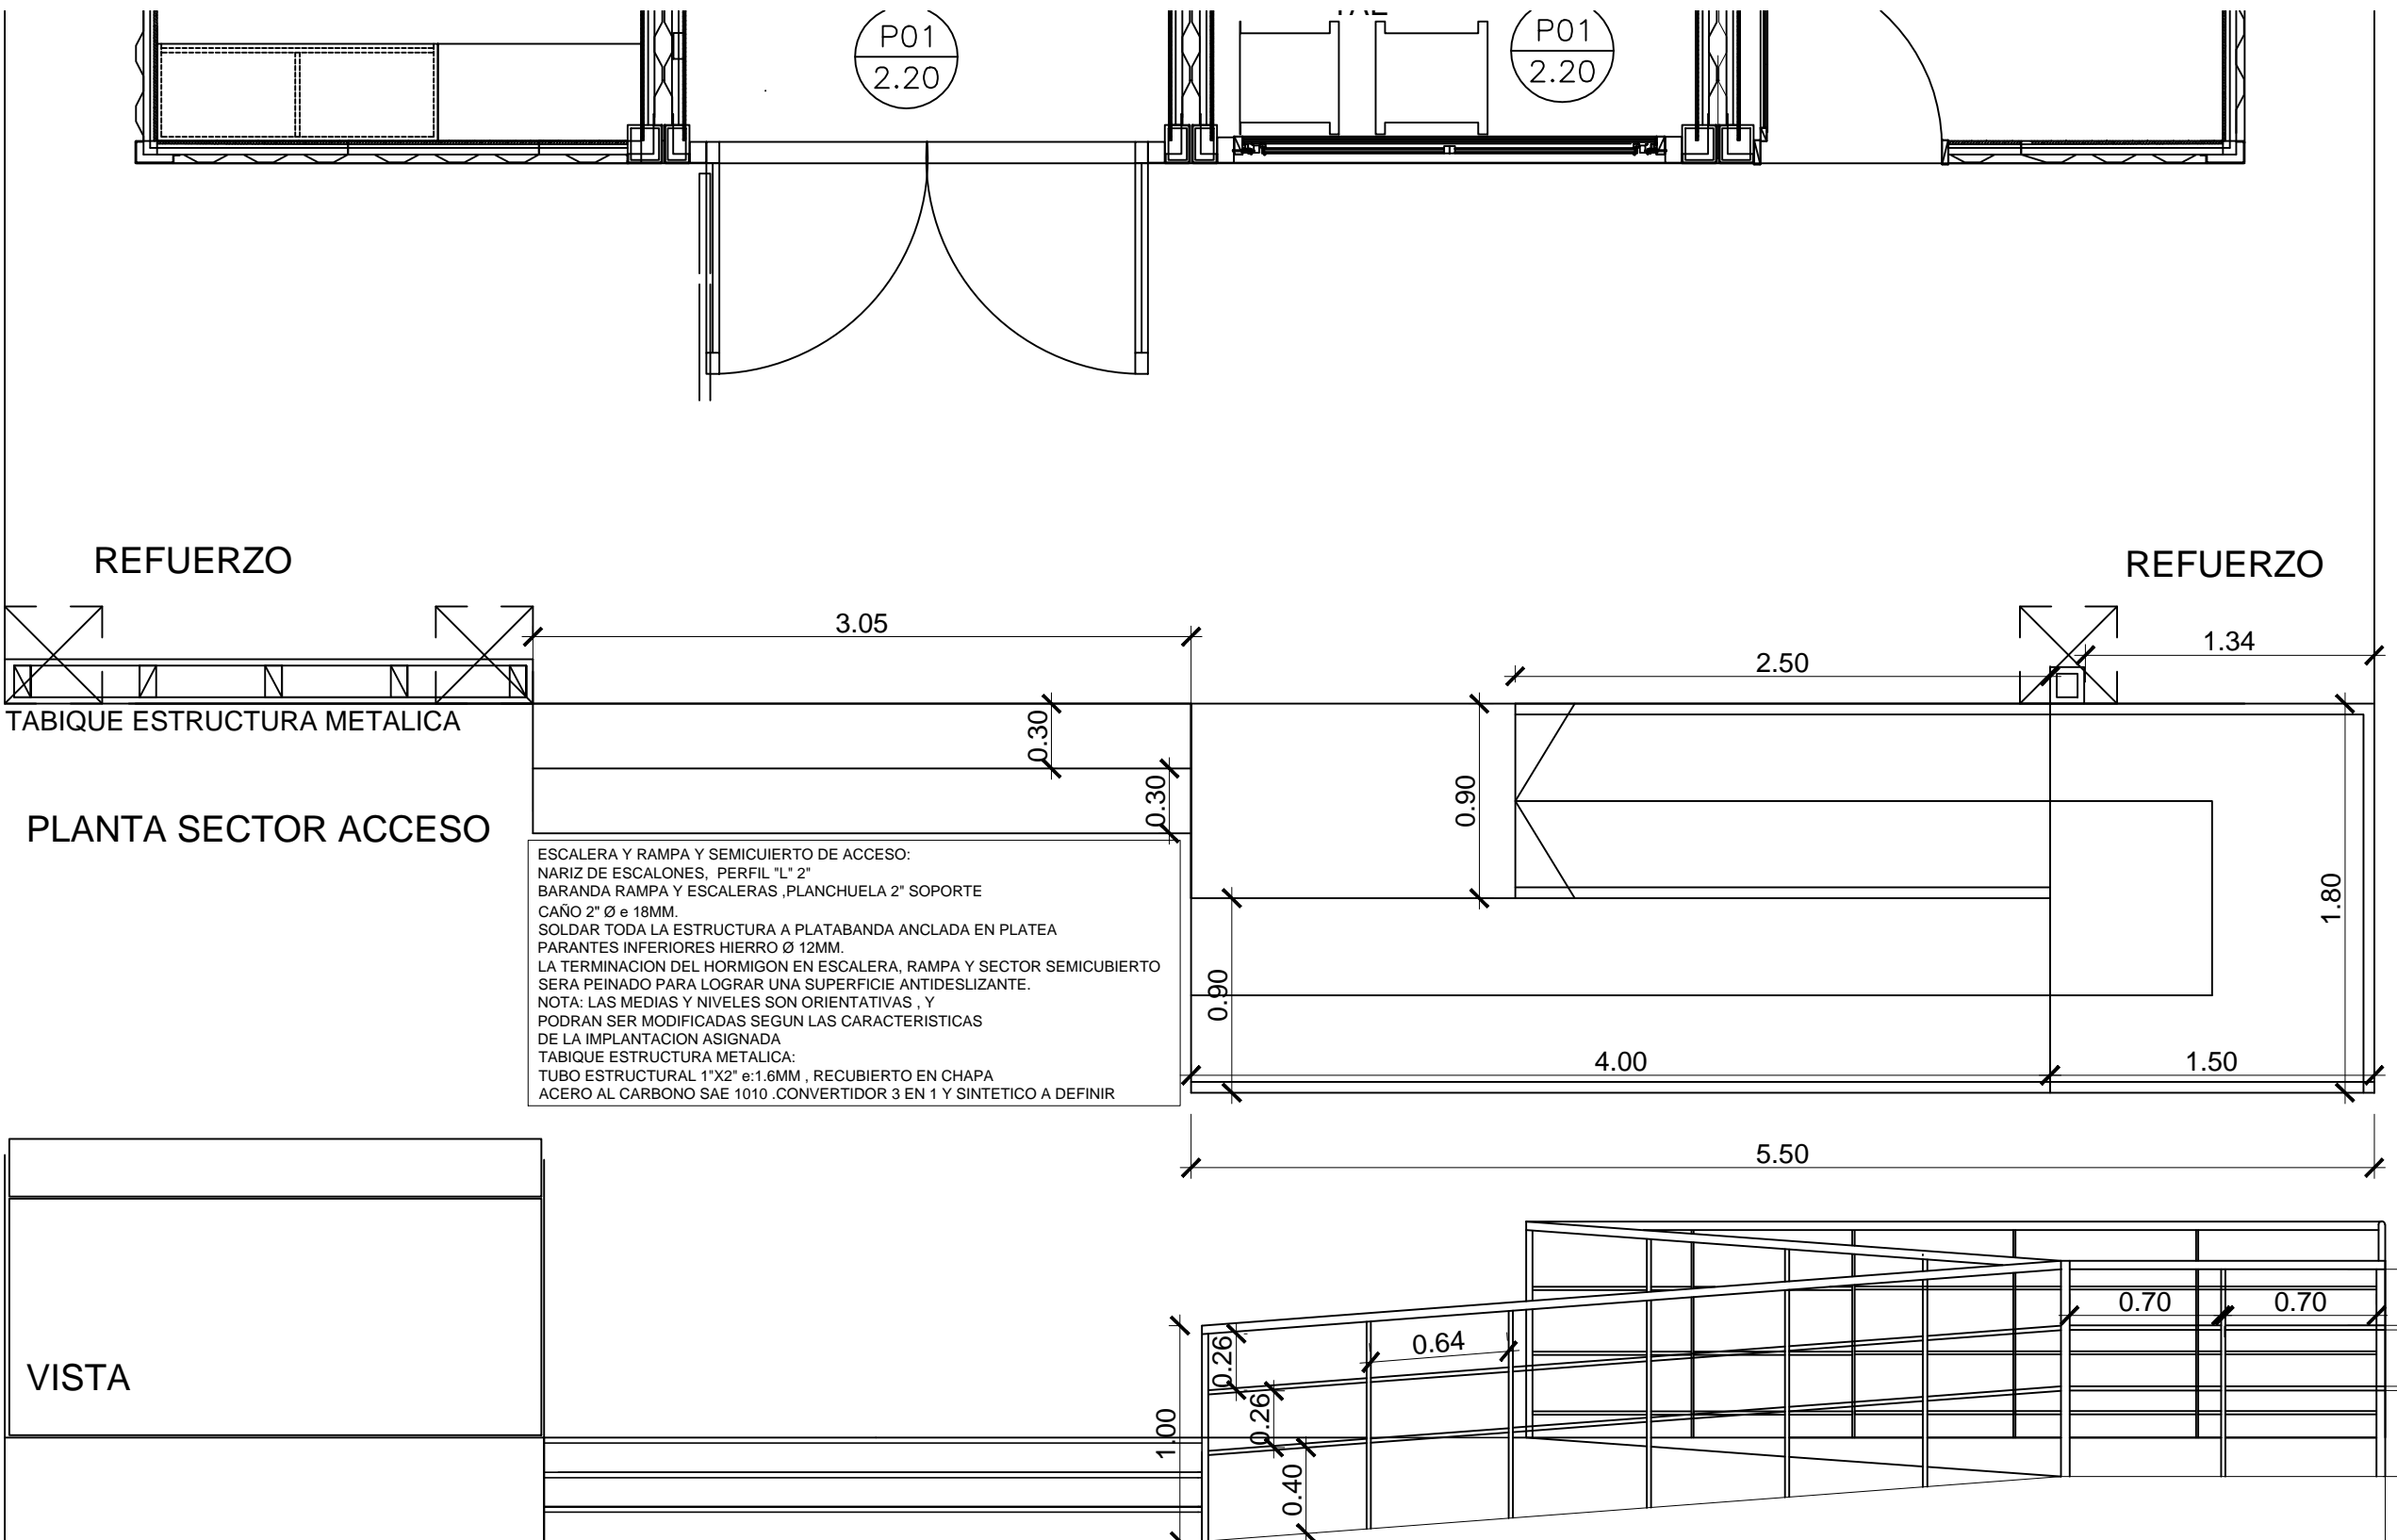 P01
2.20
P01
2.20
REFUERZO
REFUERZO
3.05
1.34
2.50
TABIQUE ESTRUCTURA METALICA
0.30
0.30
0.90
PLANTA SECTOR ACCESO
1.80
ESCALERA Y RAMPA Y SEMICUIERTO DE ACCESO:
NARIZ DE ESCALONES, PERFIL "L" 2"
BARANDA RAMPA Y ESCALERAS ,PLANCHUELA 2" SOPORTE
CAÑO 2" Ø e 18MM.
SOLDAR TODA LA ESTRUCTURA A PLATABANDA ANCLADA EN PLATEA
PARANTES INFERIORES HIERRO Ø 12MM.
LA TERMINACION DEL HORMIGON EN ESCALERA, RAMPA Y SECTOR SEMICUBIERTO
SERA PEINADO PARA LOGRAR UNA SUPERFICIE ANTIDESLIZANTE.
NOTA: LAS MEDIAS Y NIVELES SON ORIENTATIVAS , Y
PODRAN SER MODIFICADAS SEGUN LAS CARACTERISTICAS
DE LA IMPLANTACION ASIGNADA
TABIQUE ESTRUCTURA METALICA:
TUBO ESTRUCTURAL 1"X2" e:1.6MM , RECUBIERTO EN CHAPA
ACERO AL CARBONO SAE 1010 .CONVERTIDOR 3 EN 1 Y SINTETICO A DEFINIR
0.90
4.00
1.50
5.50
VISTA
0.70
0.70
0.64
0.26
0.26
1.00
0.40